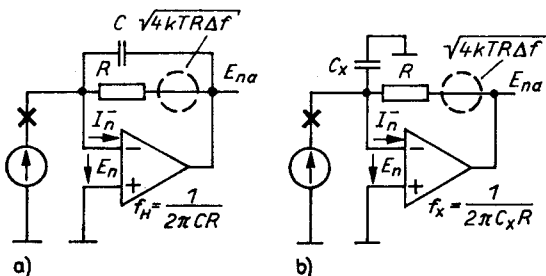 C
√4kTRΔf
R
E_na
I_n^-
E_n
−
+
f_H = 1/(2πCR)
a)
√4kTRΔf
C_x
R
E_na
I_n^-
E_n
−
+
f_x = 1/(2πC_xR)
b)